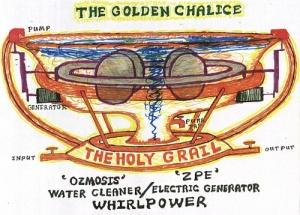 THE GOLDEN CHALICE
PUMP
GENERATOR
PUMP
INPUT
THE HOLY GRAIL
OUTPUT
"OZMOSIS" "ZPE"
WATER CLEANER/ELECTRIC GENERATOR
WHIRLPOWER